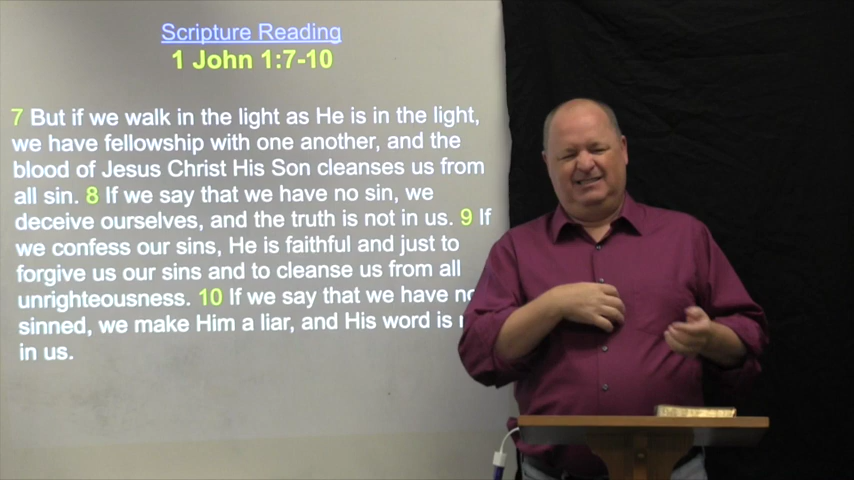 Scripture Reading
1 John 1:7-10
7 But if we walk in the light as He is in the light,
we have fellowship with one another, and the
blood of Jesus Christ His Son cleanses us from
all sin. 8 If we say that we have no sin, we
deceive ourselves, and the truth is not in us. 9 If
we confess our sins, He is faithful and just to
forgive us our sins and to cleanse us from all
unrighteousness. 10 If we say that we have
sinned, we make Him a liar, and His word is
in us.